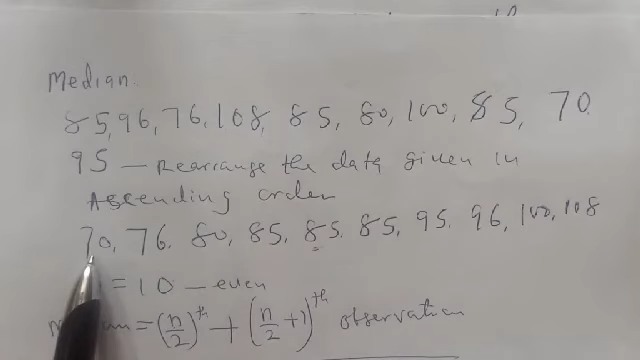 Median.
85, 96, 76, 108, 85, 80, 100, 85, 70.
95 — Rearrange the data given in
Ascending order
70, 76, 80, 85, 85, 85, 95, 96, 100, 108
= 10 — even
= (n/2)th + (n/2 + 1)th observation